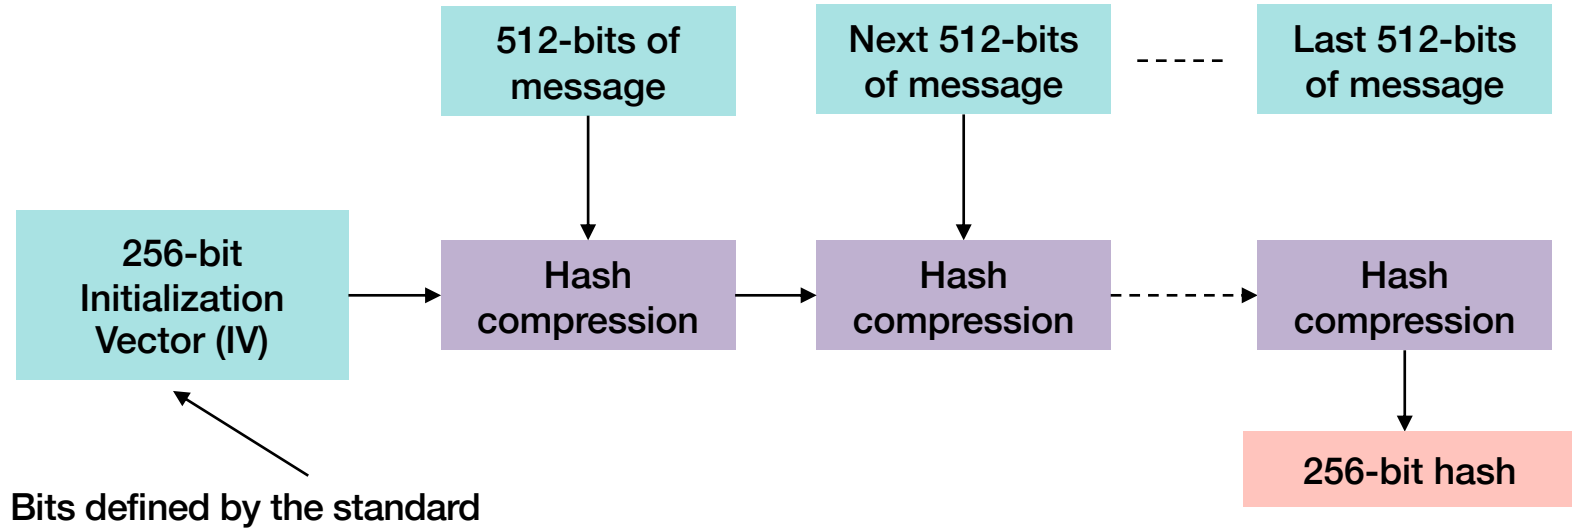 512-bits of
message
Next 512-bits
of message
Last 512-bits
of message
256-bit
Initialization
Vector (IV)
Hash
compression
Hash
compression
Hash
compression
256-bit hash
Bits defined by the standard